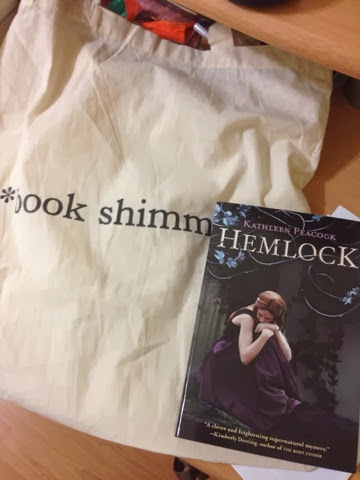 *book shimm
KATHLEEN PEACOCK
HEMLOCK
"A clever and frightening supernatural mystery."
—Kimberly Derting, author of THE BODY FINDER